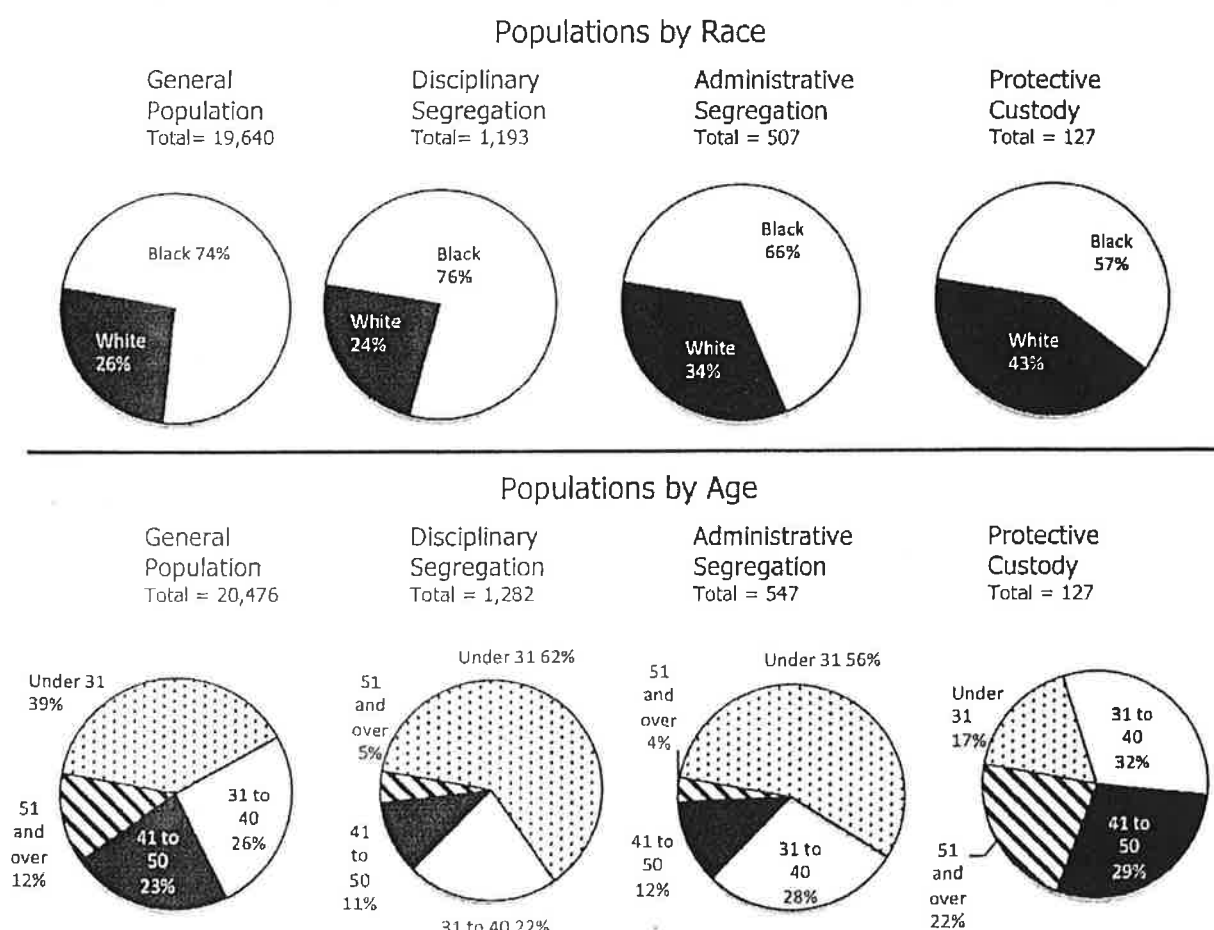 Populations by Race
General
Population
Total= 19,640
Disciplinary
Segregation
Total= 1,193
Administrative
Segregation
Total = 507
Protective
Custody
Total = 127
Black 74%
White
26%
Black
76%
White
24%
Black
66%
White
34%
Black
57%
White
43%
Populations by Age
General
Population
Total = 20,476
Disciplinary
Segregation
Total = 1,282
Administrative
Segregation
Total = 547
Protective
Custody
Total = 127
Under 31
39%
31 to
40
26%
41 to
50
23%
51
and
over
12%
Under 31 62%
51
and
over
5%
41
to
50
11%
31 to 40 22%
Under 31 56%
51
and
over
4%
41 to
50
12%
31 to
40
28%
Under
31
17%
31 to
40
32%
41 to
50
29%
51
and
over
22%